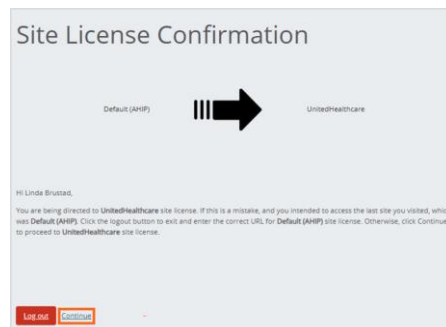 Site License Confirmation
Default (AHIP) UnitedHealthcare
Hi Linda Brustad,
You are being directed to UnitedHealthcare site license. If this is a mistake, and you intended to access the last site you visited, which
was Default (AHIP). Click the logout button to exit and enter the correct URL for Default (AHIP) site license. Otherwise, click Continue
to proceed to UnitedHealthcare site license.
Log out Continue